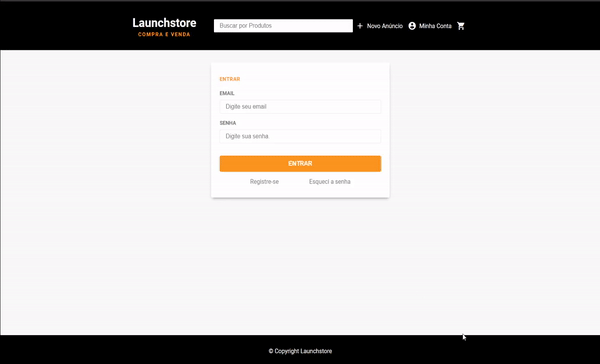 Launchstore
COMPRA E VENDA
Buscar por Produtos
Novo Anúncio
Minha Conta
ENTRAR
EMAIL
Digite seu email
SENHA
Digite sua senha
ENTRAR
Registre-se Esqueci a senha
© Copyright Launchstore